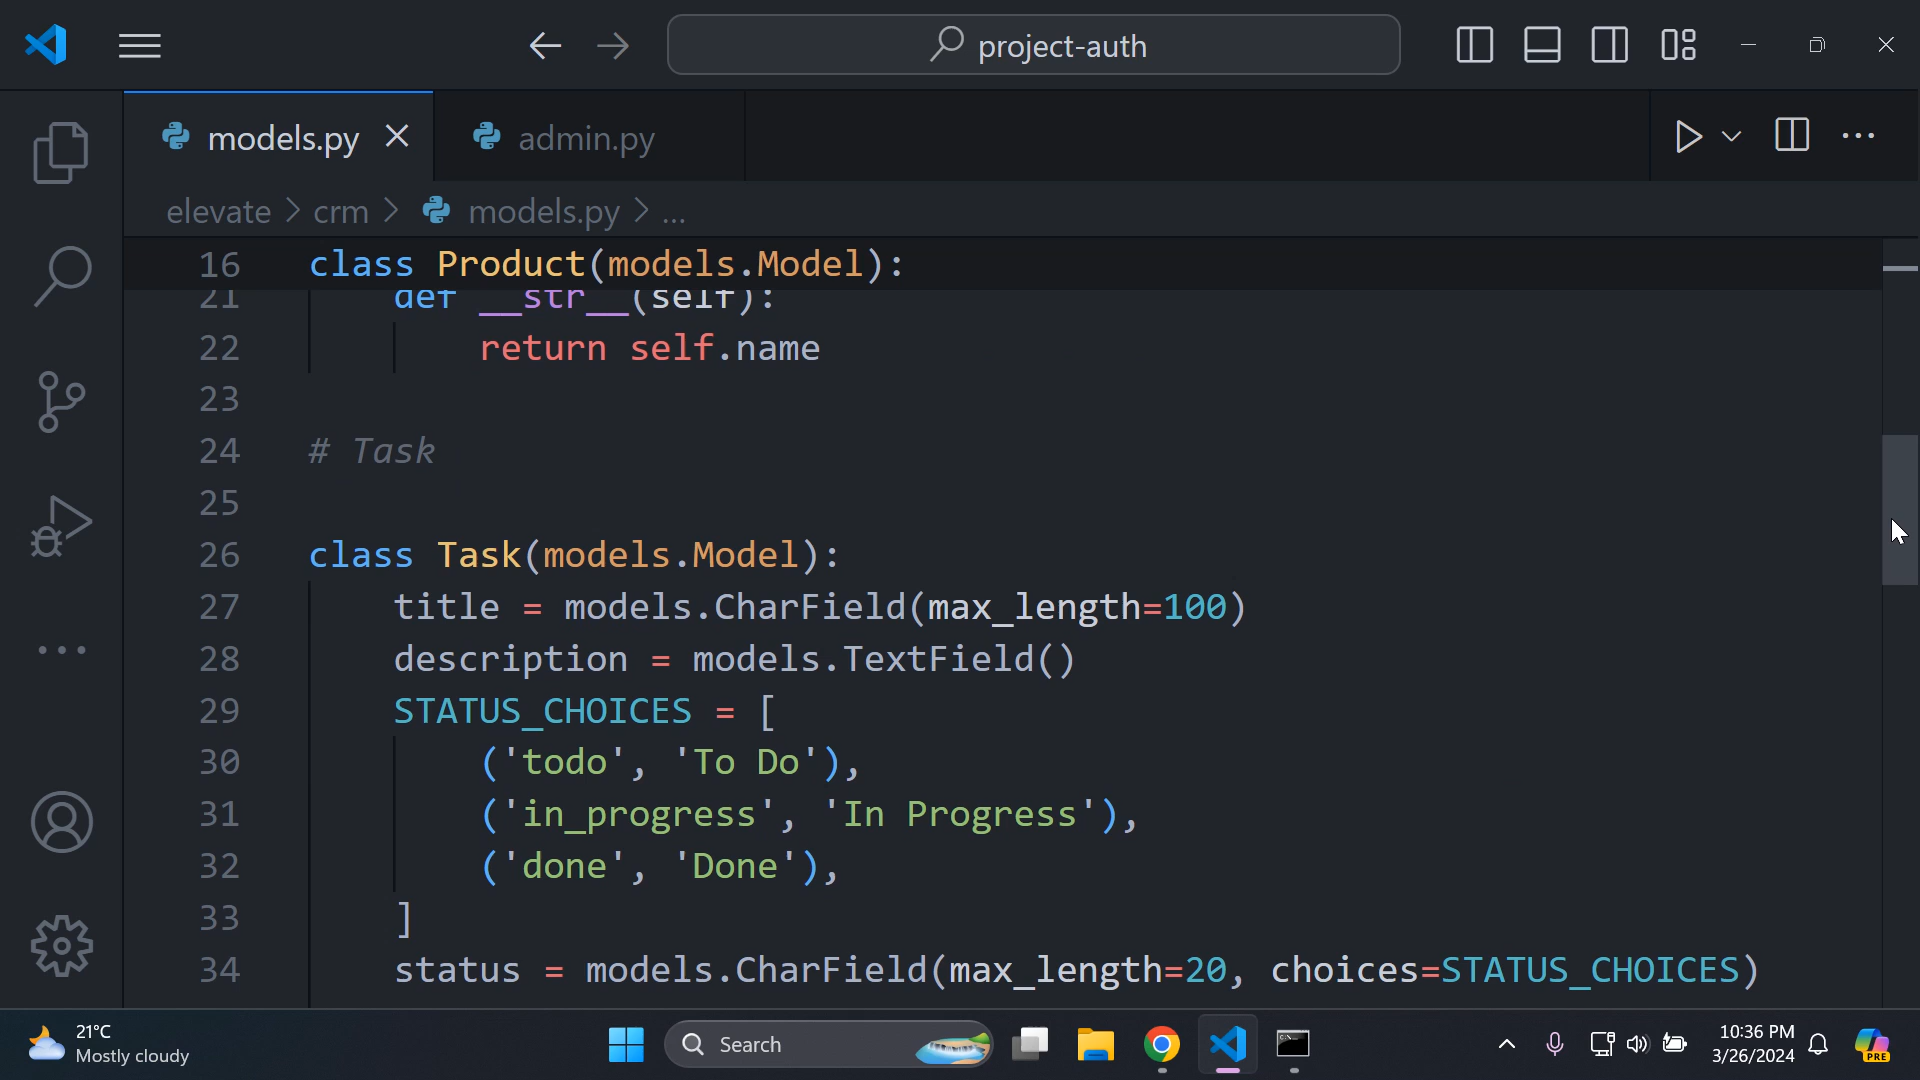 project-auth
models.py
admin.py
elevate > crm > models.py > ...
16 class Product(models.Model):
21 def __str__(self):
22 return self.name
23
24 # Task
25
26 class Task(models.Model):
27 title = models.CharField(max_length=100)
28 description = models.TextField()
29 STATUS_CHOICES = [
30 ('todo', 'To Do'),
31 ('in_progress', 'In Progress'),
32 ('done', 'Done'),
33 ]
34 status = models.CharField(max_length=20, choices=STATUS_CHOICES)
21°C
Mostly cloudy
Search
10:36 PM
3/26/2024
PRE